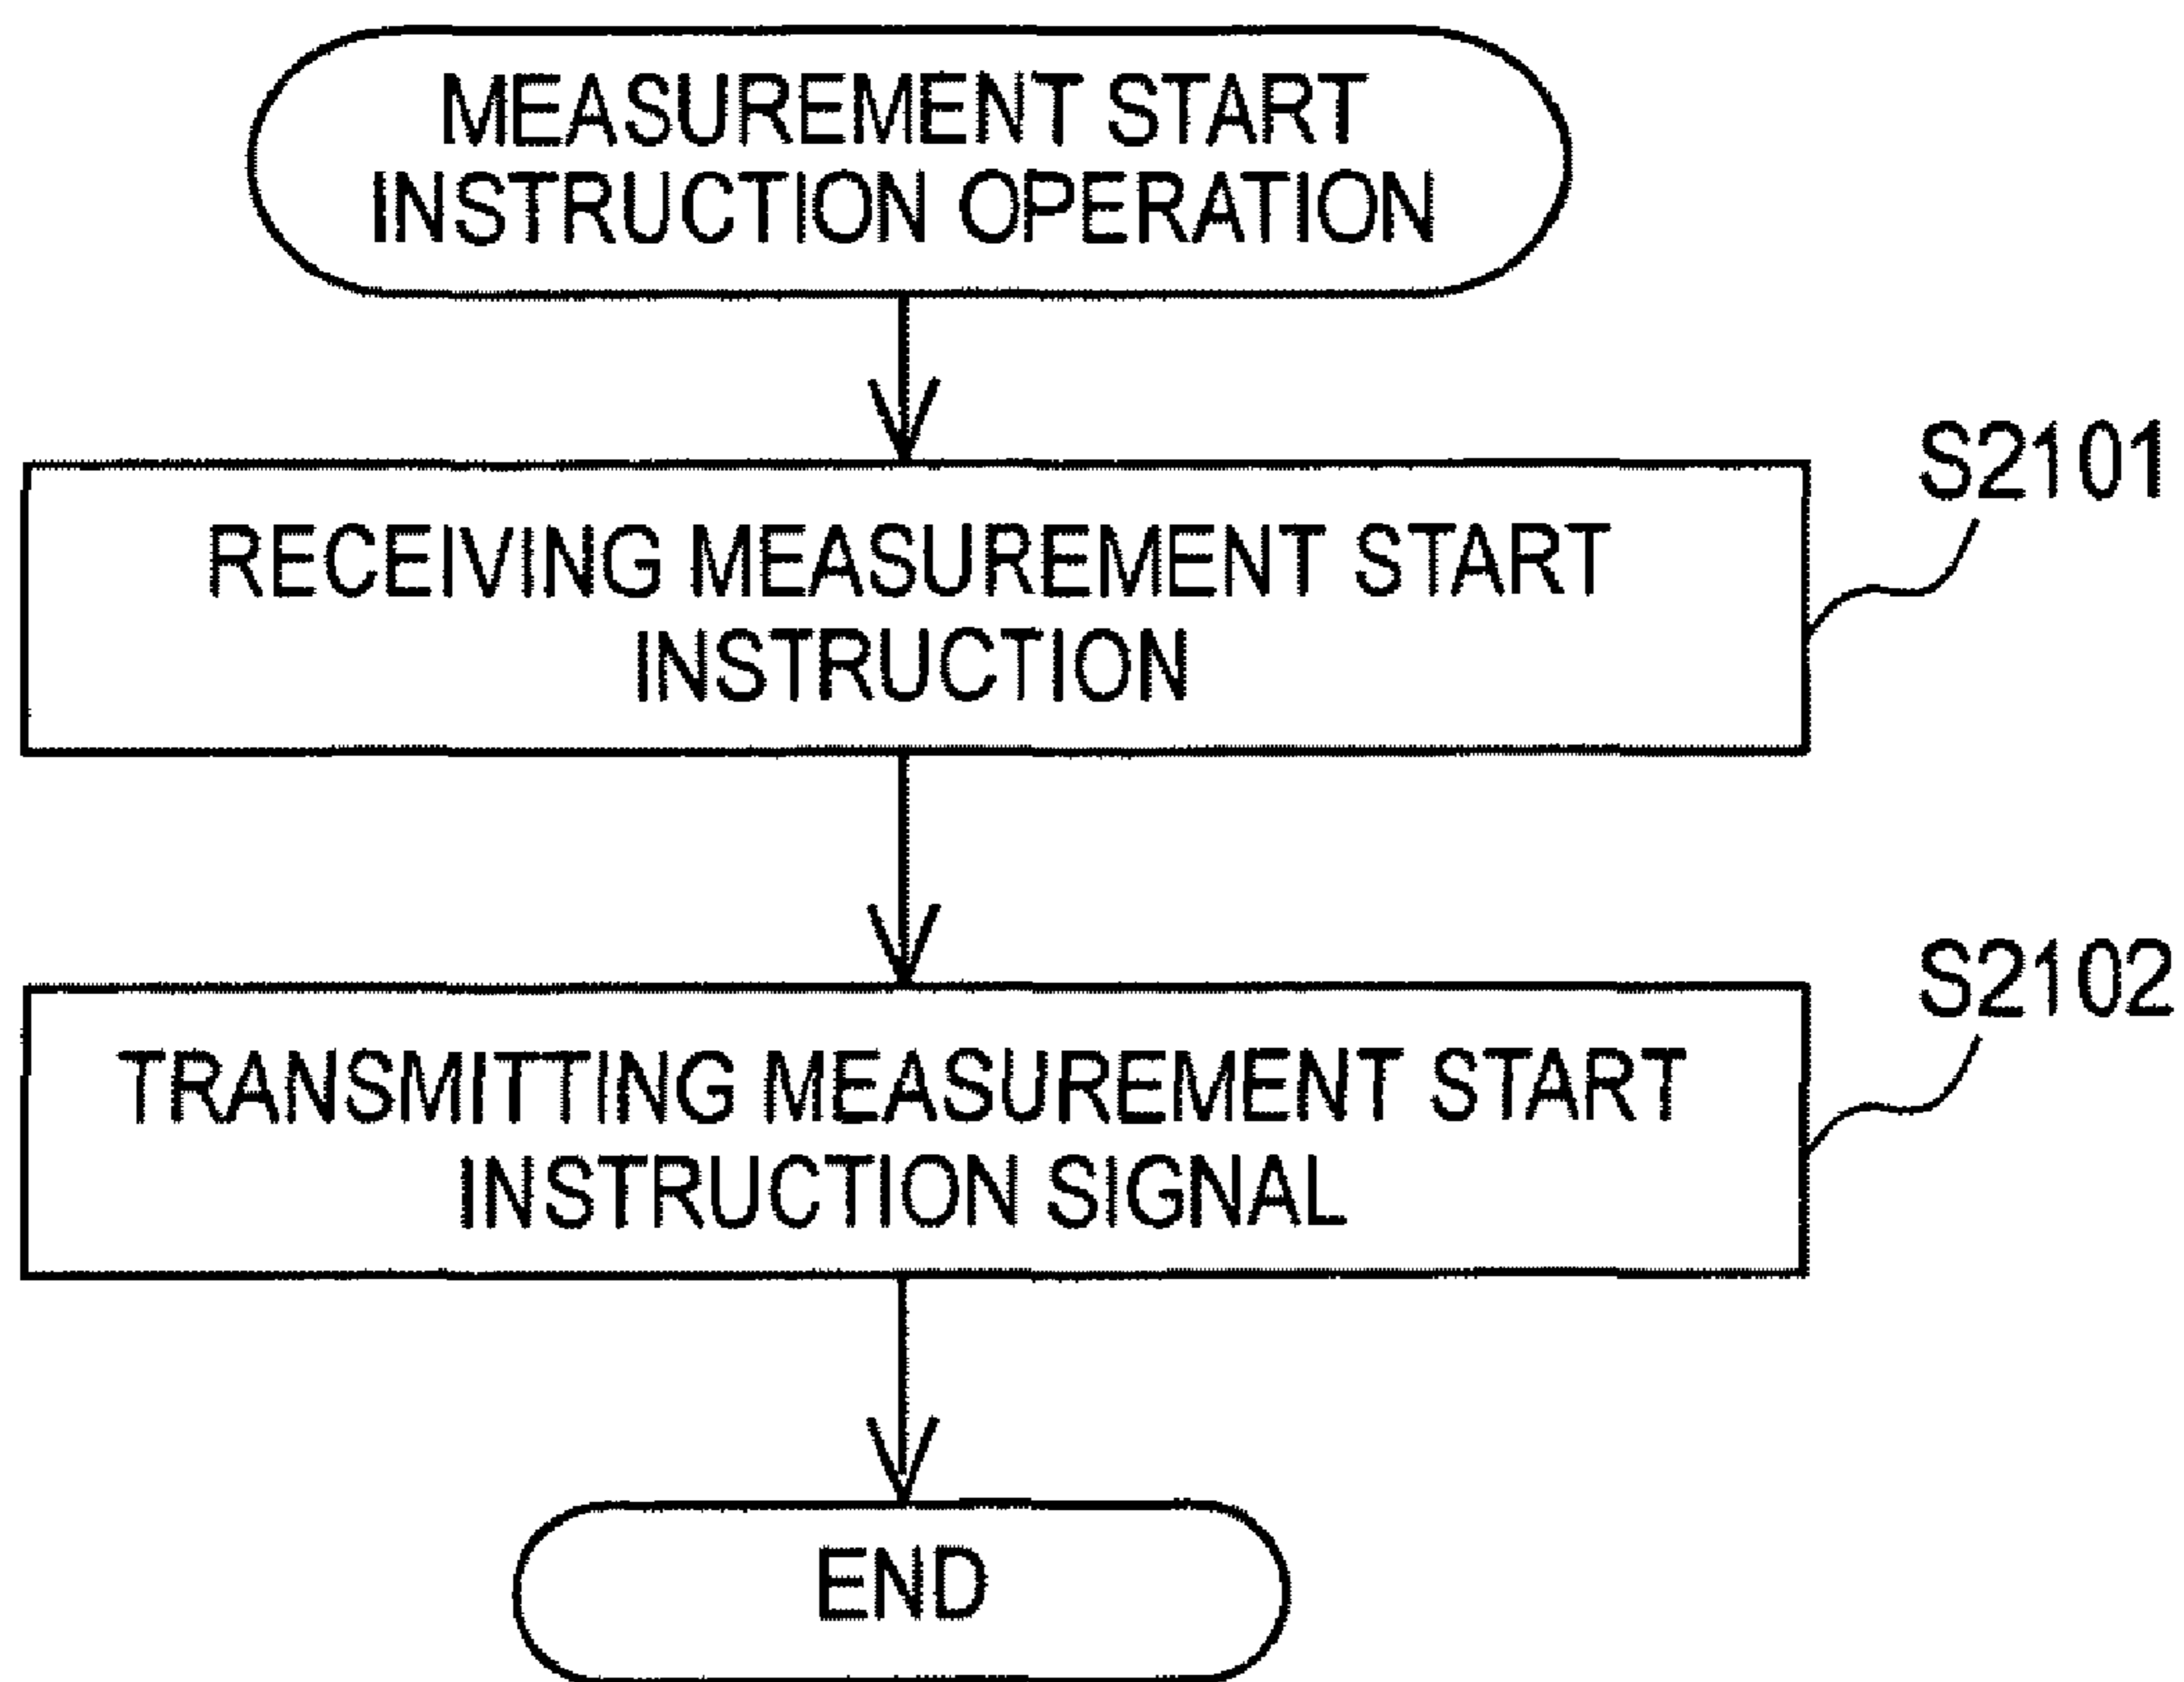 MEASUREMENT START
INSTRUCTION OPERATION
S2101
RECEIVING MEASUREMENT START
INSTRUCTION
S2102
TRANSMITTING MEASUREMENT START
INSTRUCTION SIGNAL
END